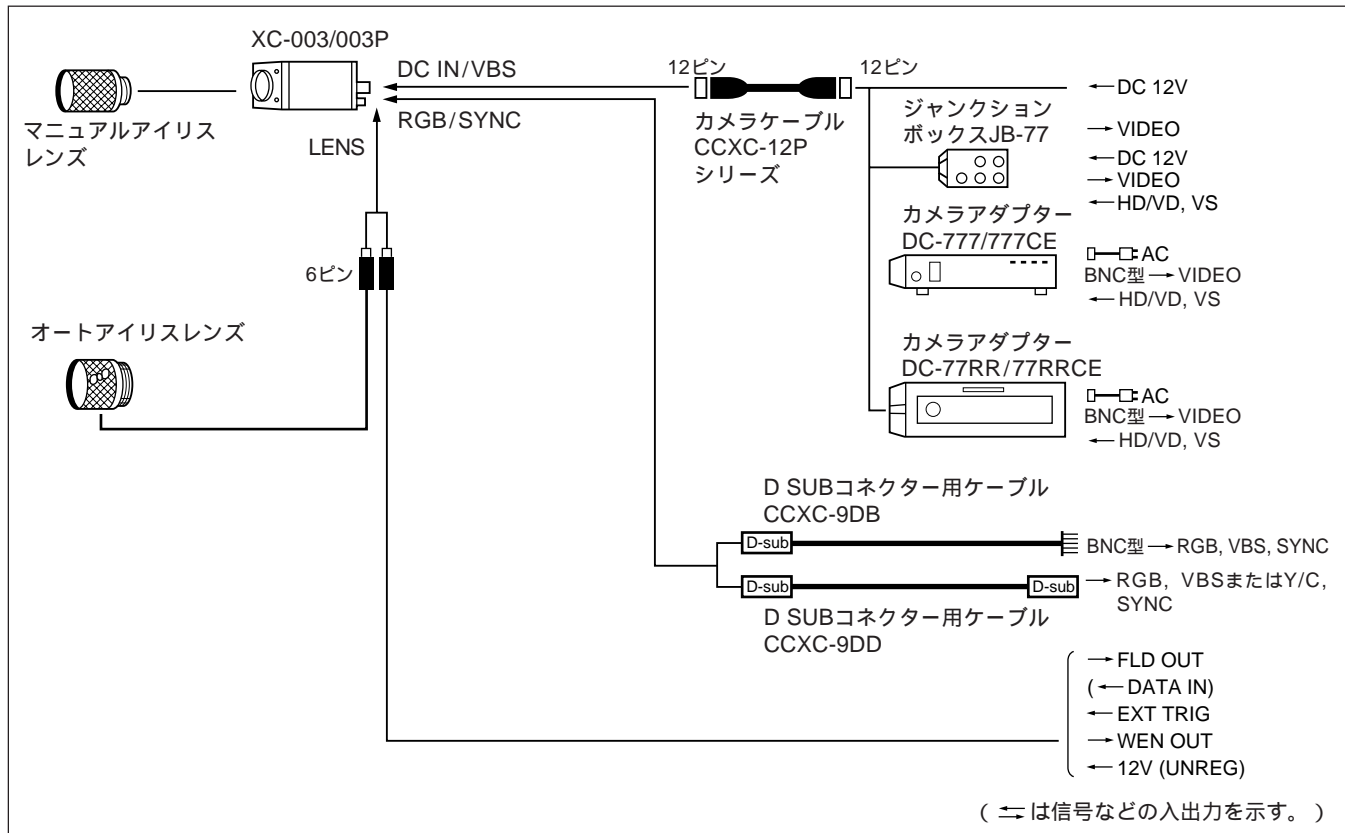 XC-003/003P
DC IN/VBS
RGB/SYNC
LENS
マニュアルアイリス
レンズ
6ピン
オートアイリスレンズ
12ピン
12ピン
カメラケーブル
CCXC-12P
シリーズ
← DC 12V
→ VIDEO
ジャンクション
ボックスJB-77
← DC 12V
→ VIDEO
← HD/VD, VS
カメラアダプター
DC-777/777CE
AC
BNC型 → VIDEO
← HD/VD, VS
カメラアダプター
DC-77RR/77RRCE
AC
BNC型 → VIDEO
← HD/VD, VS
D SUBコネクター用ケーブル
CCXC-9DB
D-sub
BNC型 → RGB, VBS, SYNC
D-sub
D-sub
→ RGB, VBSまたはY/C,
SYNC
D SUBコネクター用ケーブル
CCXC-9DD
→ FLD OUT
(← DATA IN)
← EXT TRIG
→ WEN OUT
← 12V (UNREG)
( ⇆ は信号などの入出力を示す。)